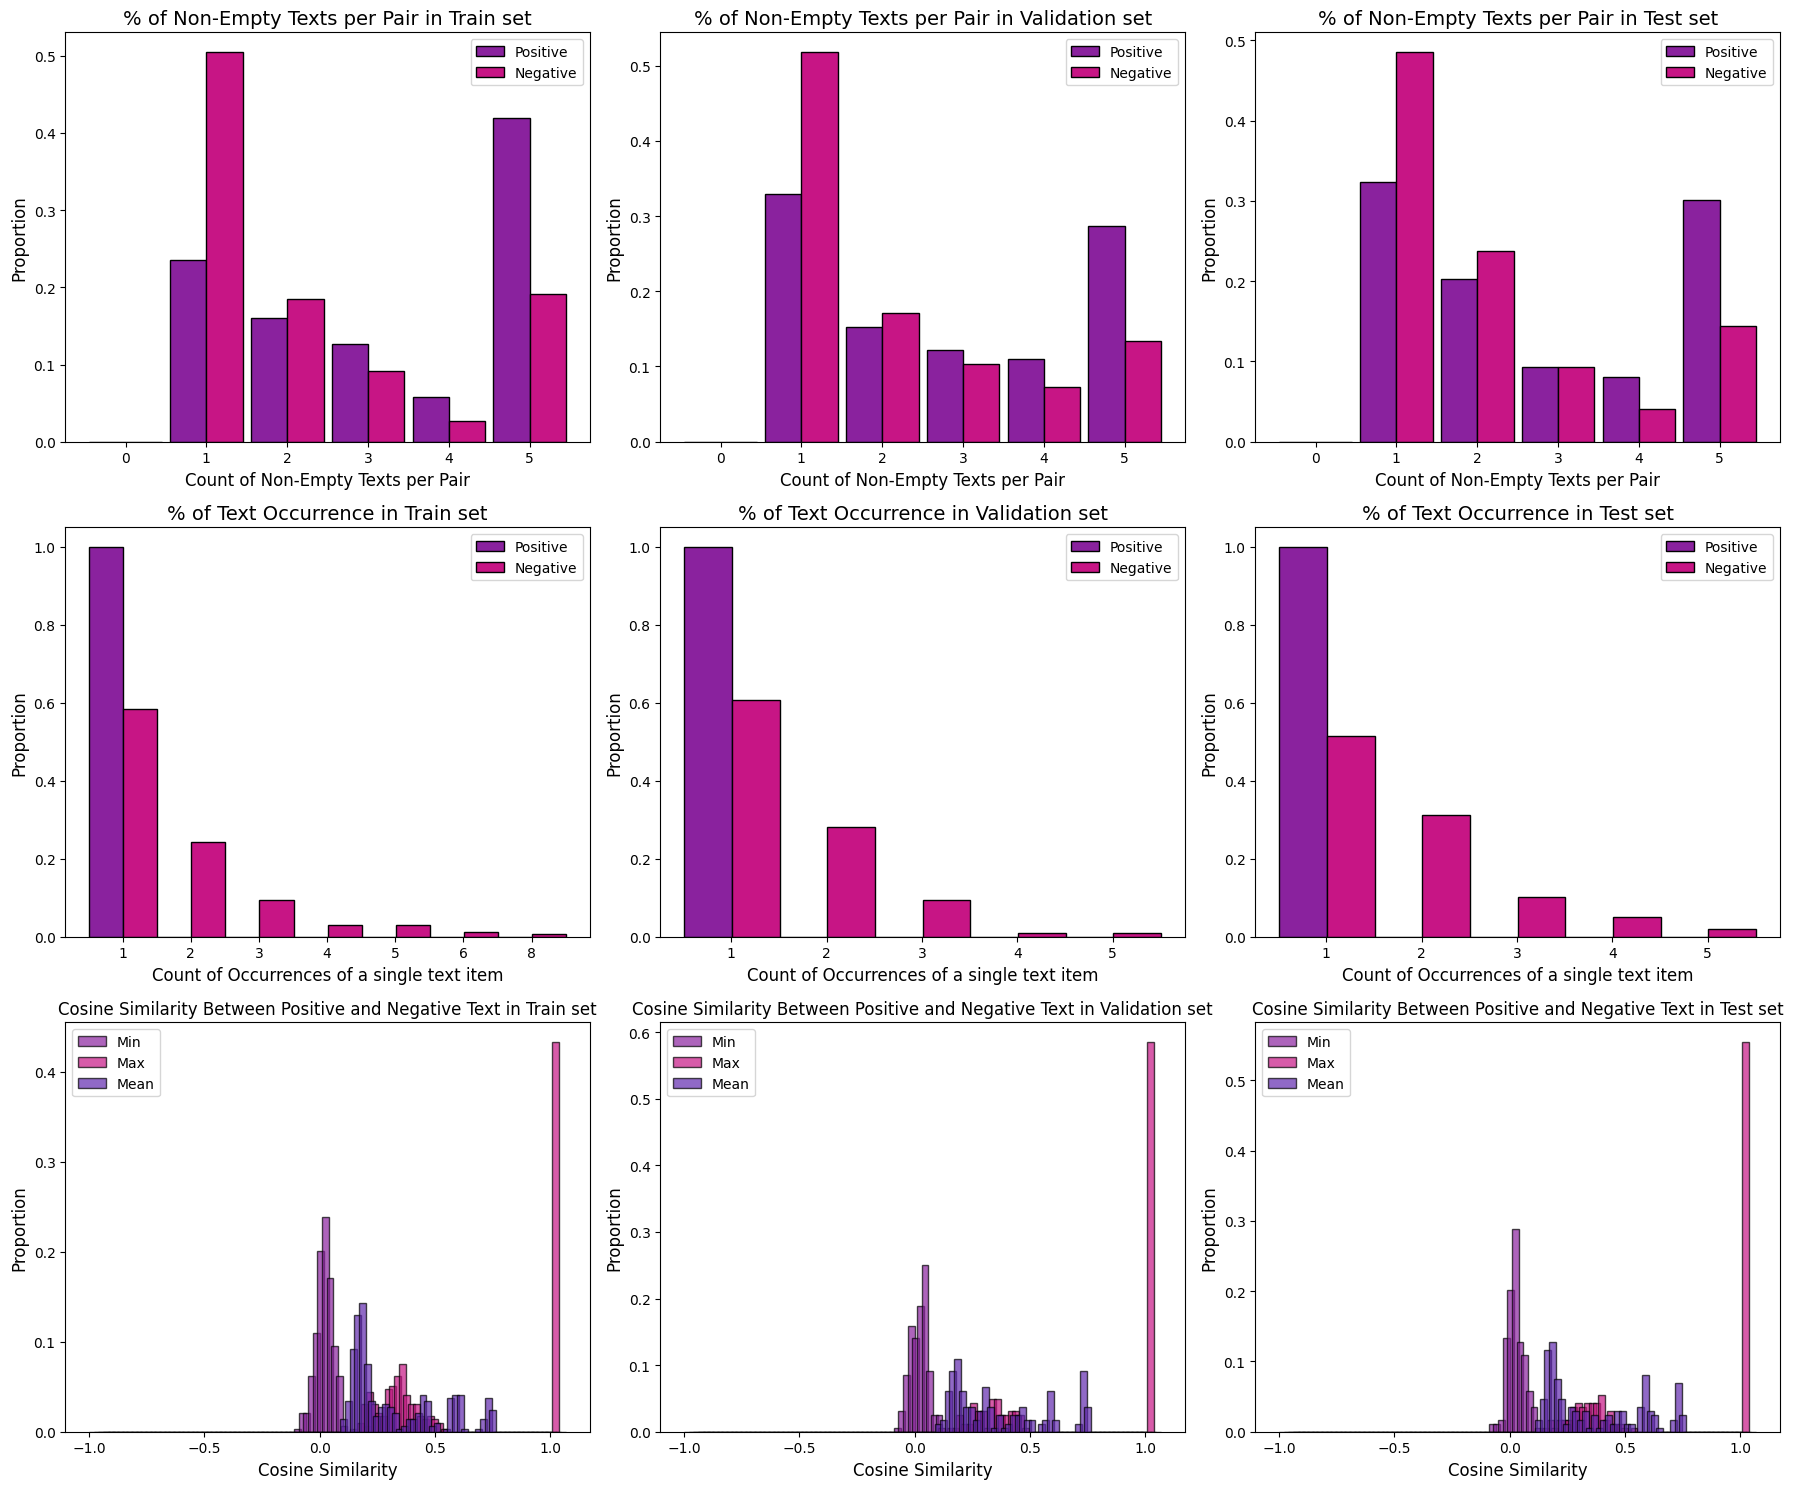 % of Non-Empty Texts per Pair in Train set
Positive
Negative
Proportion
0.5
0.4
0.3
0.2
0.1
0.0
0 1 2 3 4 5
Count of Non-Empty Texts per Pair
% of Non-Empty Texts per Pair in Validation set
Positive
Negative
Proportion
0.5
0.4
0.3
0.2
0.1
0.0
0 1 2 3 4 5
Count of Non-Empty Texts per Pair
% of Non-Empty Texts per Pair in Test set
Positive
Negative
Proportion
0.5
0.4
0.3
0.2
0.1
0.0
0 1 2 3 4 5
Count of Non-Empty Texts per Pair
% of Text Occurrence in Train set
Positive
Negative
Proportion
1.0
0.8
0.6
0.4
0.2
0.0
1 2 3 4 5 6 8
Count of Occurrences of a single text item
% of Text Occurrence in Validation set
Positive
Negative
Proportion
1.0
0.8
0.6
0.4
0.2
0.0
1 2 3 4 5
Count of Occurrences of a single text item
% of Text Occurrence in Test set
Positive
Negative
Proportion
1.0
0.8
0.6
0.4
0.2
0.0
1 2 3 4 5
Count of Occurrences of a single text item
Cosine Similarity Between Positive and Negative Text in Train set
Min
Max
Mean
Proportion
0.4
0.3
0.2
0.1
0.0
−1.0 −0.5 0.0 0.5 1.0
Cosine Similarity
Cosine Similarity Between Positive and Negative Text in Validation set
Min
Max
Mean
Proportion
0.6
0.5
0.4
0.3
0.2
0.1
0.0
−1.0 −0.5 0.0 0.5 1.0
Cosine Similarity
Cosine Similarity Between Positive and Negative Text in Test set
Min
Max
Mean
Proportion
0.5
0.4
0.3
0.2
0.1
0.0
−1.0 −0.5 0.0 0.5 1.0
Cosine Similarity